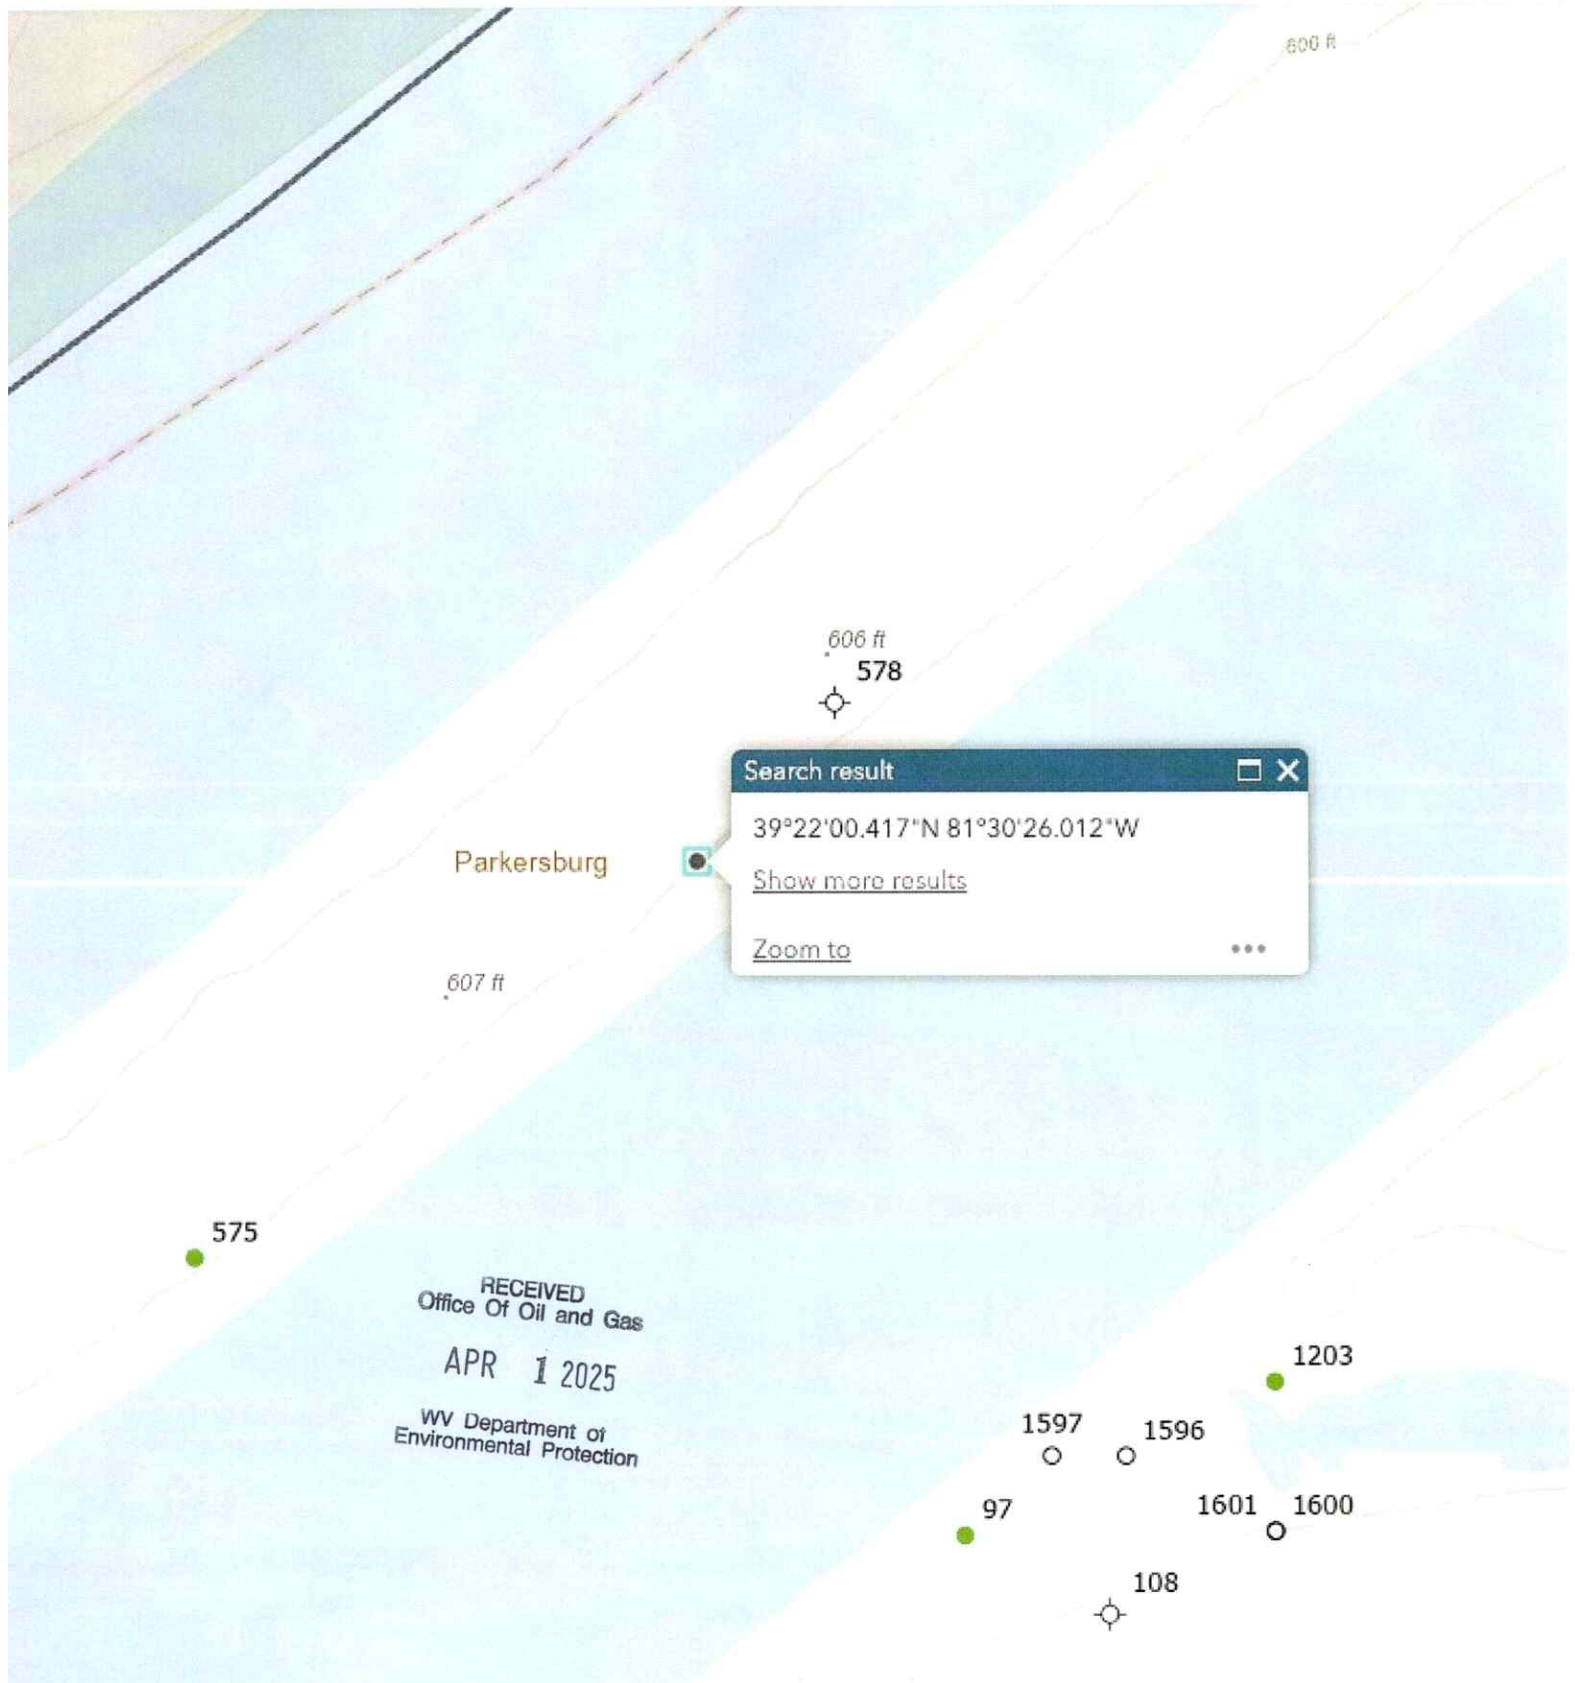 600 ft
606 ft
578
Search result
39°22'00.417"N 81°30'26.012"W
Parkersburg
Show more results
Zoom to
607 ft
575
RECEIVED
Office Of Oil and Gas
APR 1 2025
WV Department of
Environmental Protection
1203
1597
1596
97
1601
1600
108